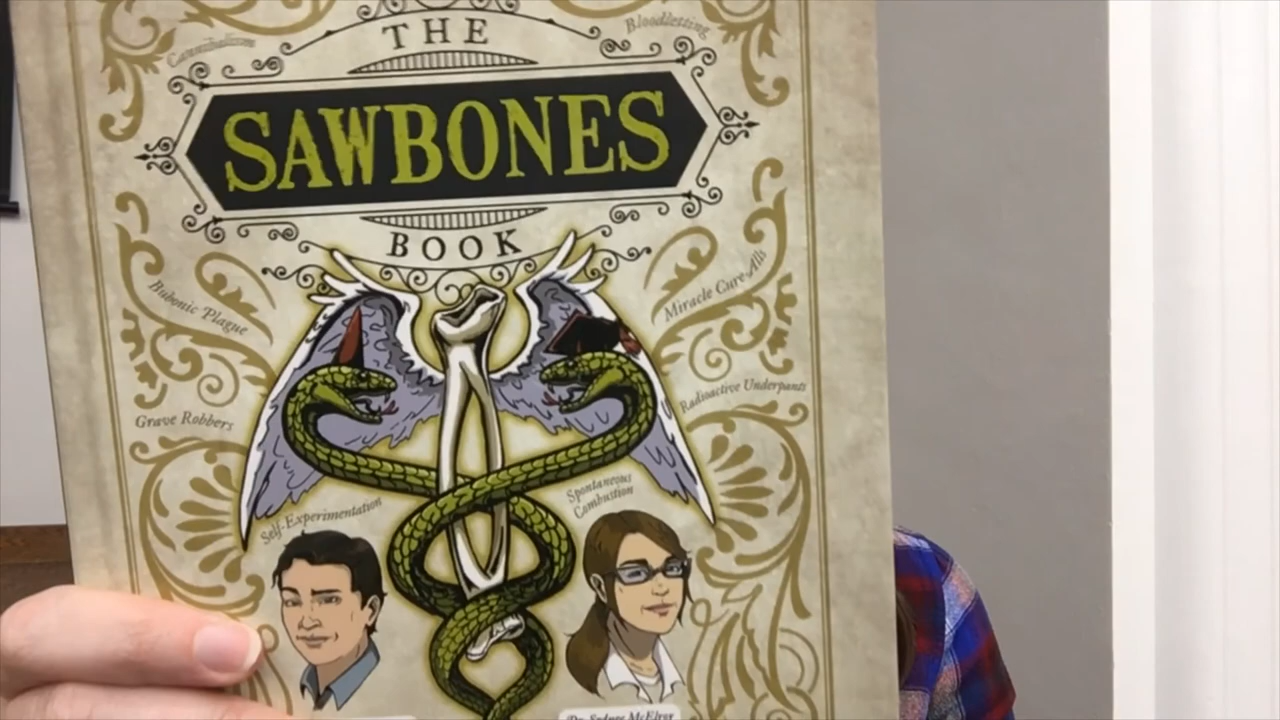 Cannibalism
Bloodletting
THE
SAWBONES
BOOK
Bubonic Plague
Miracle Cure-Alls
Radioactive Underpants
Grave Robbers
Self-Experimentation
Spontaneous
Combustion
Dr. Sydnee McElroy